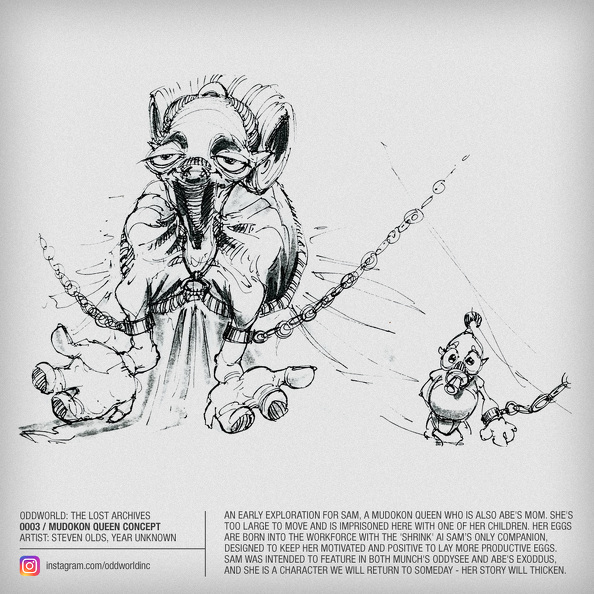 ODDWORLD: THE LOST ARCHIVES
0003 / MUDOKON QUEEN CONCEPT
ARTIST: STEVEN OLDS, YEAR UNKNOWN
instagram.com/oddworldinc
AN EARLY EXPLORATION FOR SAM, A MUDOKON QUEEN WHO IS ALSO ABE'S MOM. SHE'S
TOO LARGE TO MOVE AND IS IMPRISONED HERE WITH ONE OF HER CHILDREN. HER EGGS
ARE BORN INTO THE WORKFORCE WITH THE 'SHRINK' AI SAM'S ONLY COMPANION,
DESIGNED TO KEEP HER MOTIVATED AND POSITIVE TO LAY MORE PRODUCTIVE EGGS.
SAM WAS INTENDED TO FEATURE IN BOTH MUNCH'S ODDYSEE AND ABE'S EXODDUS,
AND SHE IS A CHARACTER WE WILL RETURN TO SOMEDAY - HER STORY WILL THICKEN.